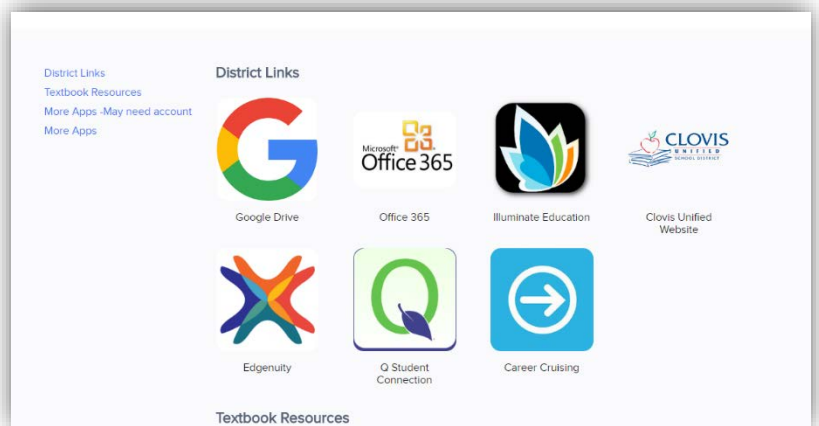 District Links
Textbook Resources
More Apps -May need account
More Apps
District Links
Microsoft®
Office 365
CLOVIS
UNIFIED
SCHOOL DISTRICT
Google Drive
Office 365
Illuminate Education
Clovis Unified
Website
Q
Edgenuity
Q Student
Connection
Career Cruising
Textbook Resources